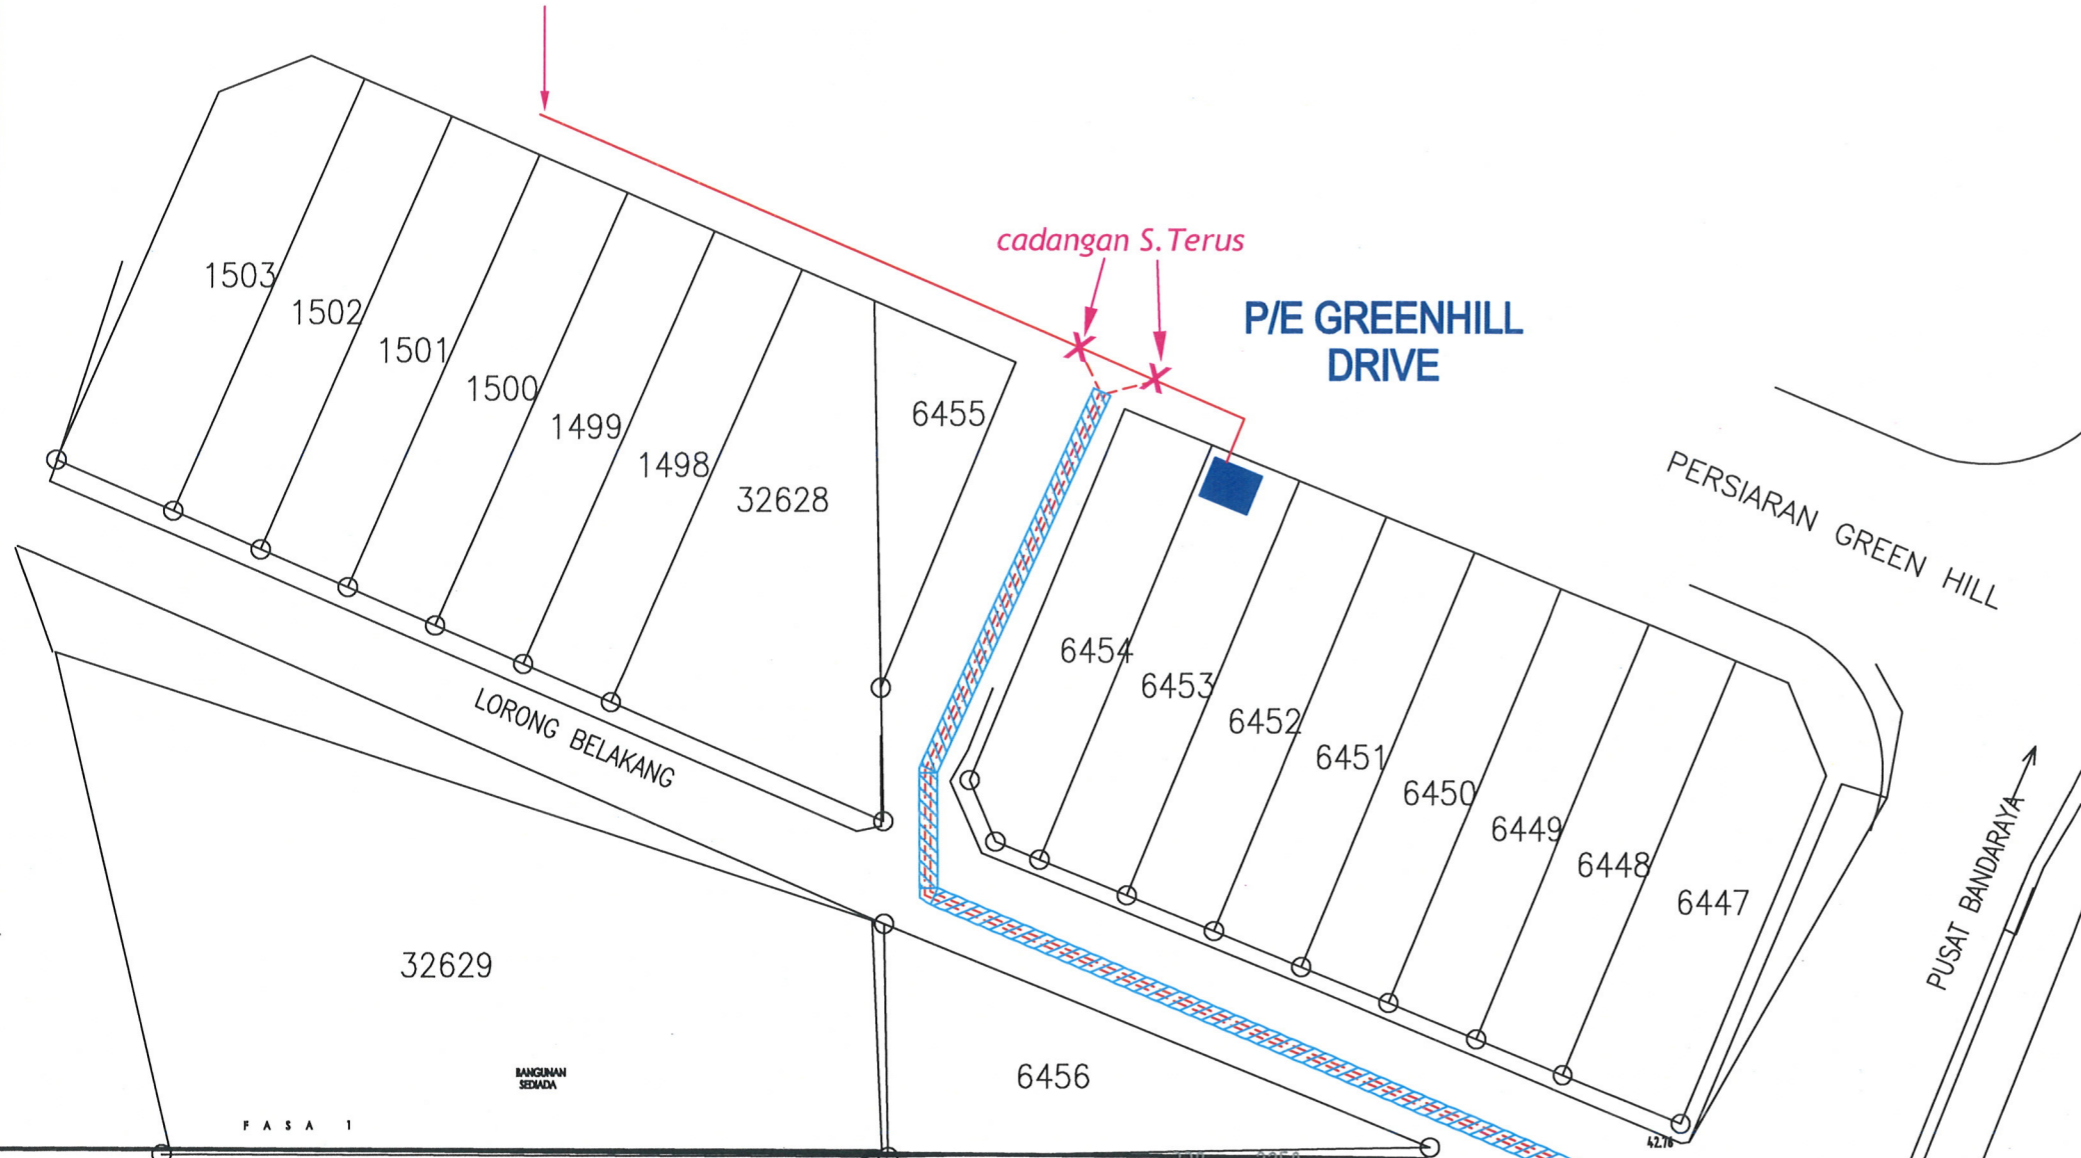 cadangan S.Terus
P/E GREENHILL
DRIVE
1503
1502
1501
1500
1499
1498
32628
6455
PERSIARAN GREEN HILL
6454
6453
6452
6451
6450
6449
6448
6447
LORONG BELAKANG
PUSAT BANDARAYA
32629
6456
BANGUNAN
SEDIADA
FASA 1
42.76